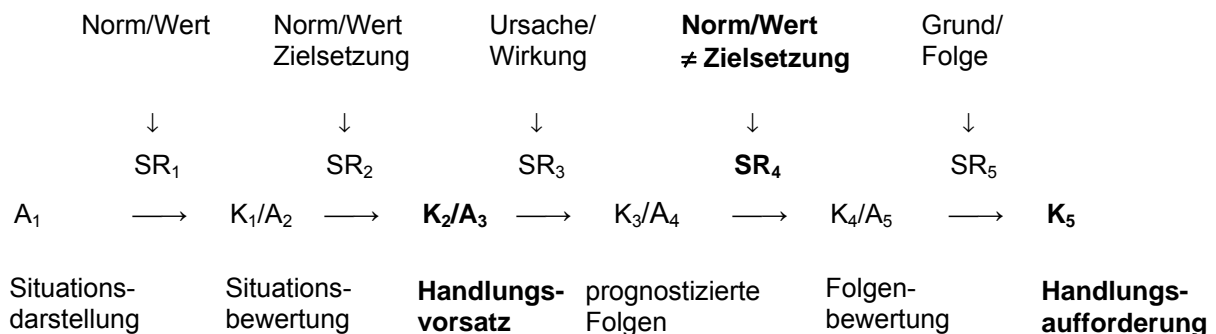 Norm/Wert Norm/Wert Ursache/ Norm/Wert Grund/
Zielsetzung Wirkung ≠ Zielsetzung Folge
↓ ↓ ↓ ↓ ↓
SR1 SR2 SR3 SR4 SR5
A1 ⟶ K1/A2 ⟶ K2/A3 ⟶ K3/A4 ⟶ K4/A5 ⟶ K5
Situations- Situations- Handlungs- prognostizierte Folgen- Handlungs-
darstellung bewertung vorsatz Folgen bewertung aufforderung